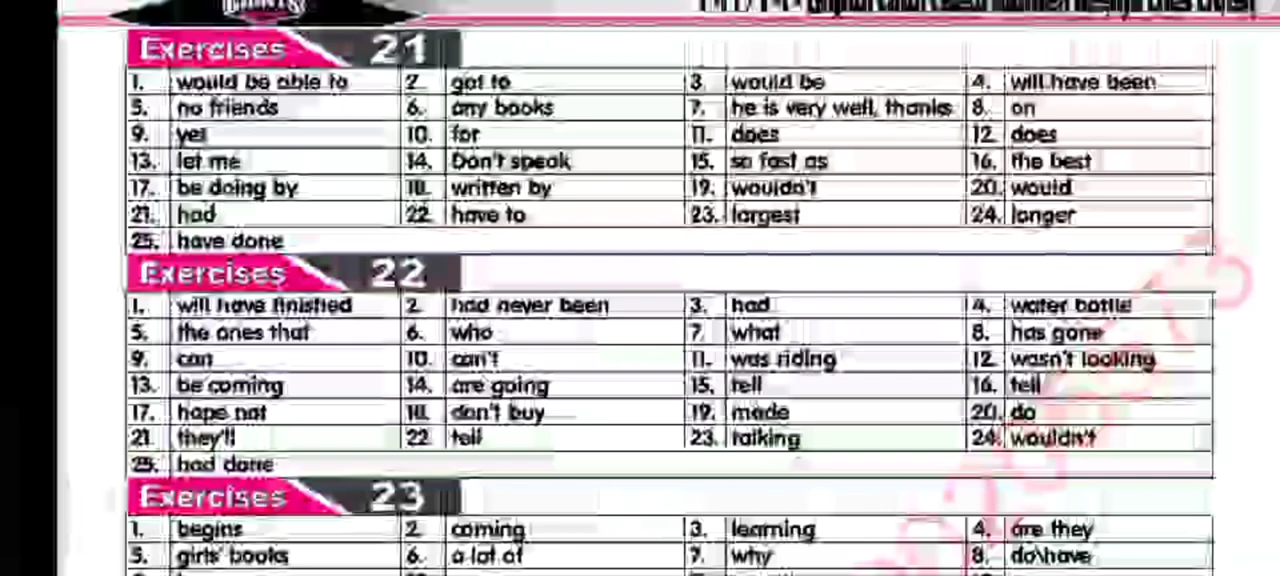 Exercises 21
1. would be able to 2. got to 3. would be 4. will have been
5. no friends 6. any books 7. he is very well, thanks 8. on
9. yet 10. for 11. does 12. does
13. let me 14. Don't speak 15. so fast as 16. the best
17. be doing by 18. written by 19. wouldn't 20. would
21. had 22. have to 23. largest 24. longer
25. have done
Exercises 22
1. will have finished 2. had never been 3. had 4. water bottle
5. the ones that 6. who 7. what 8. has gone
9. can 10. can't 11. was riding 12. wasn't looking
13. be coming 14. are going 15. tell 16. tell
17. hope not 18. don't buy 19. made 20. do
21. they'll 22. tell 23. talking 24. wouldn't
25. had done
Exercises 23
1. begins 2. coming 3. learning 4. are they
5. girls' books 6. a lot of 7. why 8. do\have